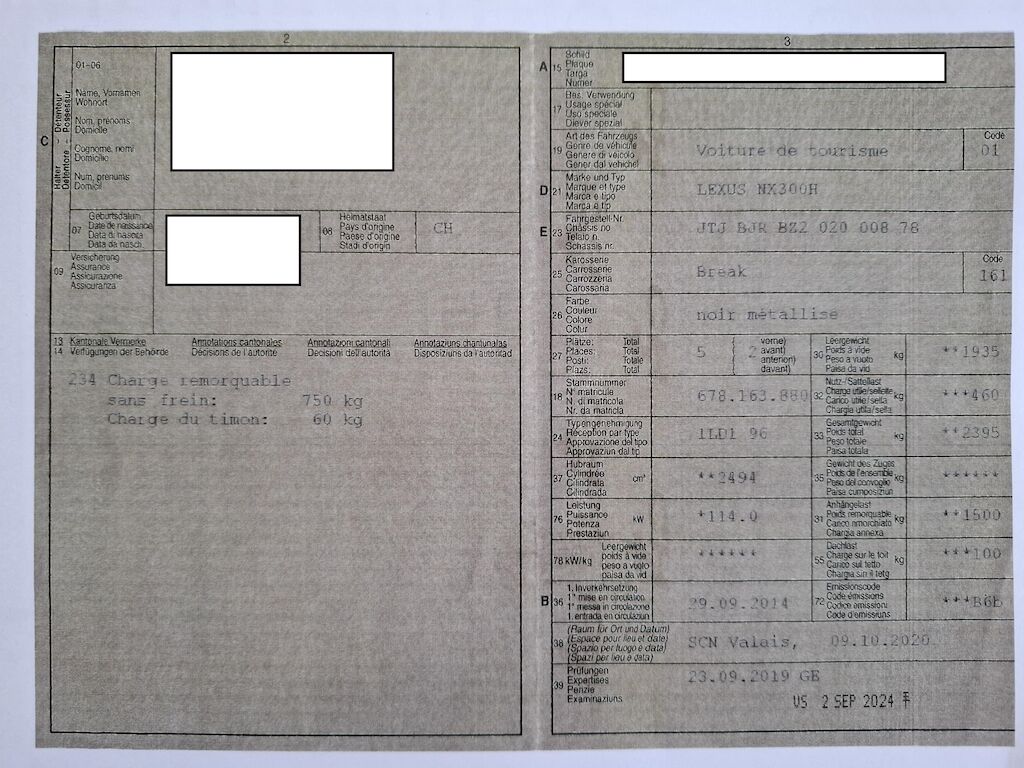 2
01-06
Halter Détenteur
Detentore Possessur
Name, Vornamen
Wohnort
Nom, prénoms
Domicile
Cognome, nomi
Domicilio
Num, prenums
Domicil
C
07
Geburtsdatum
Date de naissance
Data di nascita
Data da nasch.
08
Heimatstaat
Pays d'origine
Paese d'origine
Stadi d'origin
CH
09
Versicherung
Assurance
Assicurazione
Assicuranza
13 Kantonale Vermerke Annotations cantonales Annotazioni cantonali Annotaziuns chantunalas
14 Verfügungen der Behörde Décisions de l'autorité Decisioni dell'autorità Disposiziuns da l'autoritad
234 Charge remorquable
sans frein: 750 kg
Charge du timon: 60 kg
3
A 15
Schild
Plaque
Targa
Numer
17
Bes. Verwendung
Usage spécial
Uso speciale
Diever spezial
19
Art des Fahrzeugs
Genre de véhicule
Genere di veicolo
Gener dal vehichel
Voiture de tourisme
Code
01
D 21
Marke und Typ
Marque et type
Marca e tipo
Marca e tip
LEXUS NX300H
E 23
Fahrgestell-Nr.
Châssis no
Telaio n.
Schassis nr.
JTJ BJR BZ2 020 008 78
25
Karosserie
Carrosserie
Carrozzeria
Carossaria
Break
Code
161
26
Farbe
Couleur
Colore
Colur
noir métallisé
27
Plätze: Total
Places: Total
Posti: Totale
Plazs: Total
5
2
vorne)
avant)
anteriori)
davant)
30
Leergewicht
Poids à vide
Peso a vuoto
Paisa da vid
kg
**1935
18
Stammnummer
N° matricule
N. di matricola
Nr. da matricla
678.163.880
32
Nutz-/Sattellast
Charge utile/sellette
Carico utile/sella
Chargia utila/sella
kg
***460
24
Typengenehmigung
Réception par type
Approvazione del tipo
Approvaziun dal tip
1LD1 96
33
Gesamtgewicht
Poids total
Peso totale
Paisa totala
kg
**2395
37
Hubraum
Cylindrée
Cilindrata
Cilindrada
cm³
**2494
35
Gewicht des Zuges
Poids de l'ensemble
Peso del convoglio
Paisa cumposiziun
kg
******
76
Leistung
Puissance
Potenza
Prestaziun
kW
*114.0
31
Anhängelast
Poids remorquable
Carico rimorchiato
Chargia annexa
kg
**1500
78 kW/kg
Leergewicht
poids à vide
peso a vuoto
paisa da vid
******
55
Dachlast
Charge sur le toit
Carico sul tetto
Chargia sin il tetg
kg
***100
B 36
1. Inverkehrsetzung
1re mise en circulation
1a messa in circolazione
1. entrada en circulaziun
29.09.2014
72
Emissionscode
Code émissions
Codice emissioni
Code d'emissiuns
***B6B
38
(Raum für Ort und Datum)
(Espace pour lieu et date)
(Spazio per luogo e data)
(Spazi per lieu e data)
SCN Valais, 09.10.2020
39
Prüfungen
Expertises
Perizie
Examinaziuns
23.09.2019 GE
VS 2 SEP 2024